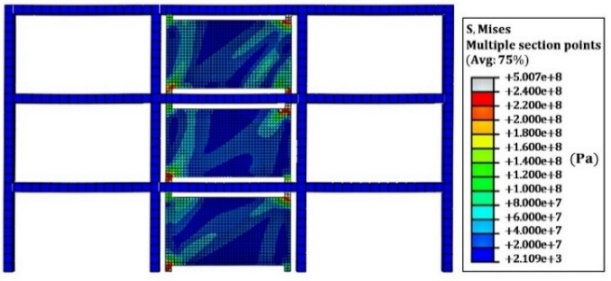 S, Mises
Multiple section points
(Avg: 75%)
+5.007e+8
+2.400e+8
+2.200e+8
+2.000e+8
+1.800e+8
+1.600e+8
+1.400e+8
(Pa)
+1.200e+8
+1.000e+8
+8.000e+7
+6.000e+7
+4.000e+7
+2.000e+7
+2.109e+3